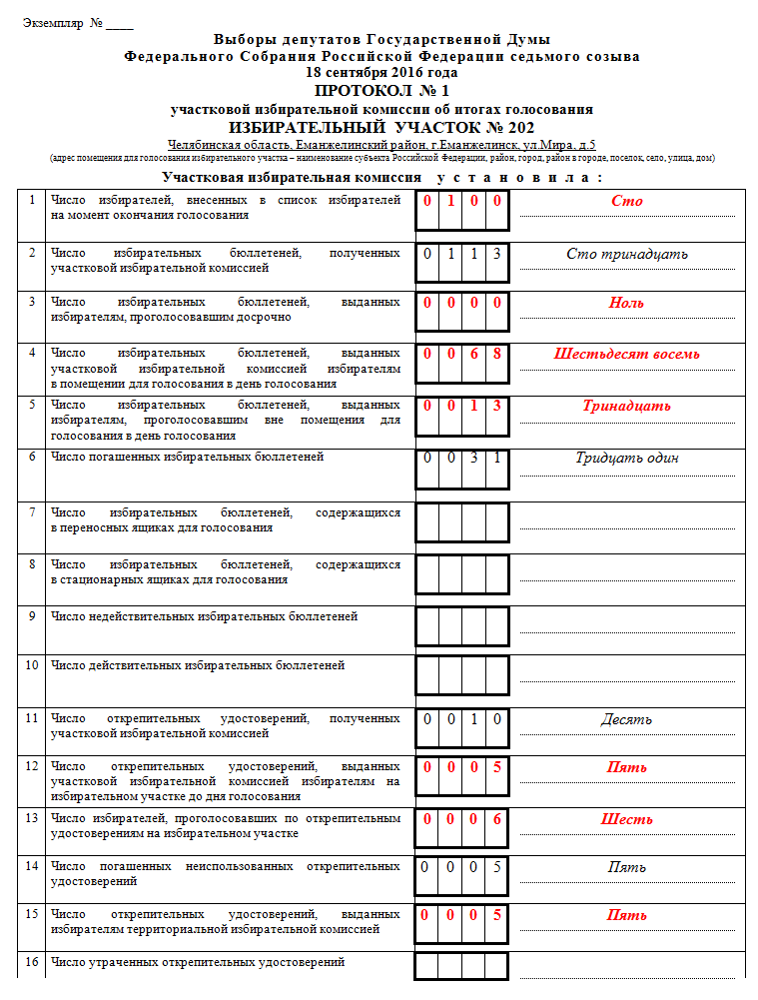 Экземпляр № ____
Выборы депутатов Государственной Думы
Федерального Собрания Российской Федерации седьмого созыва
18 сентября 2016 года
ПРОТОКОЛ № 1
участковой избирательной комиссии об итогах голосования
ИЗБИРАТЕЛЬНЫЙ УЧАСТОК № 202
Челябинская область, Еманжелинский район, г.Еманжелинск, ул.Мира, д.5
(адрес помещения для голосования избирательного участка – наименование субъекта Российской Федерации, район, город, район в городе, поселок, село, улица, дом)
Участковая избирательная комиссия у с т а н о в и л а :
1 Число избирателей, внесенных в список избирателей 0 1 0 0 Сто
на момент окончания голосования
2 Число избирательных бюллетеней, полученных 0 1 1 3 Сто тринадцать
участковой избирательной комиссией
3 Число избирательных бюллетеней, выданных 0 0 0 0 Ноль
избирателям, проголосовавшим досрочно
4 Число избирательных бюллетеней, выданных 0 0 6 8 Шестьдесят восемь
участковой избирательной комиссией избирателям
в помещении для голосования в день голосования
5 Число избирательных бюллетеней, выданных 0 0 1 3 Тринадцать
избирателям, проголосовавшим вне помещения для
голосования в день голосования
6 Число погашенных избирательных бюллетеней 0 0 3 1 Тридцать один
7 Число избирательных бюллетеней, содержащихся
в переносных ящиках для голосования
8 Число избирательных бюллетеней, содержащихся
в стационарных ящиках для голосования
9 Число недействительных избирательных бюллетеней
10 Число действительных избирательных бюллетеней
11 Число открепительных удостоверений, полученных 0 0 1 0 Десять
участковой избирательной комиссией
12 Число открепительных удостоверений, выданных 0 0 0 5 Пять
участковой избирательной комиссией избирателям на
избирательном участке до дня голосования
13 Число избирателей, проголосовавших по открепительным 0 0 0 6 Шесть
удостоверениям на избирательном участке
14 Число погашенных неиспользованных открепительных 0 0 0 5 Пять
удостоверений
15 Число открепительных удостоверений, выданных 0 0 0 5 Пять
избирателям территориальной избирательной комиссией
16 Число утраченных открепительных удостоверений